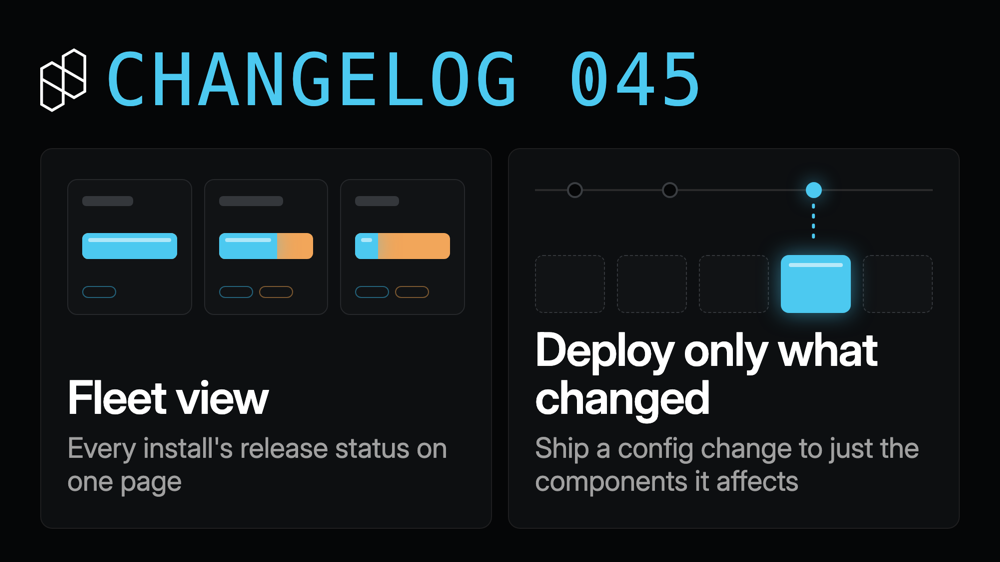 CHANGELOG 045
Fleet view
Every install's release status on
one page
Deploy only what
changed
Ship a config change to just the
components it affects